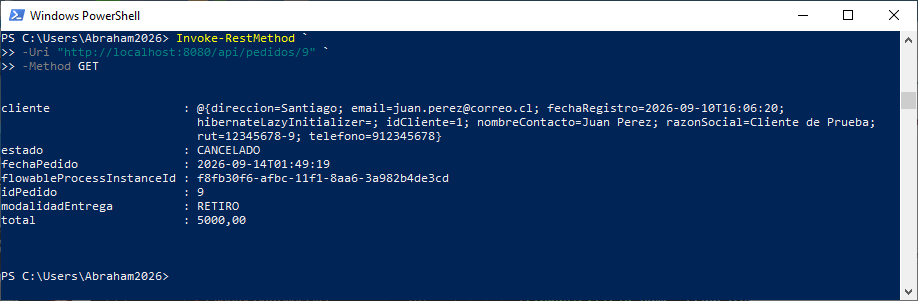 Windows PowerShell
PS C:\Users\Abraham2026> Invoke-RestMethod `
>> -Uri "http://localhost:8080/api/pedidos/9" `
>> -Method GET
cliente                 : @{direccion=Santiago; email=juan.perez@correo.cl; fechaRegistro=2026-09-10T16:06:20;
                          hibernateLazyInitializer=; idCliente=1; nombreContacto=Juan Perez; razonSocial=Cliente de Prueba;
                          rut=12345678-9; telefono=912345678}
estado                  : CANCELADO
fechaPedido             : 2026-09-14T01:49:19
flowableProcessInstanceId : f8fb30f6-afbc-11f1-8aa6-3a982b4de3cd
idPedido                : 9
modalidadEntrega        : RETIRO
total                   : 5000,00
PS C:\Users\Abraham2026>